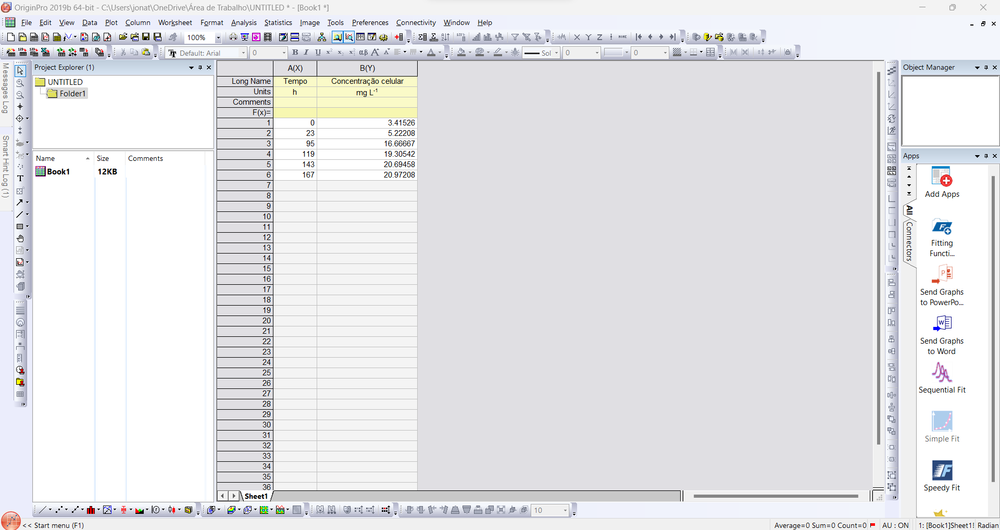 OriginPro 2019b 64-bit - C:\Users\jonat\OneDrive\Área de Trabalho\UNTITLED * - [Book1 *]
File Edit View Data Plot Column Worksheet Format Analysis Statistics Image Tools Preferences Connectivity Window Help
100%
Default: Arial 0 B I U αβ A A A Sol 0 0
Messages Log
Smart Hint Log (1)
Project Explorer (1)
UNTITLED
Folder1
Name Size Comments
Book1 12KB
A(X) B(Y)
Long Name Tempo Concentração celular
Units h mg L-1
Comments
F(x)=
1 0 3.41526
2 23 5.22208
3 95 16.66667
4 119 19.30542
5 143 20.69458
6 167 20.97208
7
8
9
10
11
12
13
14
15
16
17
18
19
20
21
22
23
24
25
26
27
28
29
30
31
32
33
34
35
36
Sheet1
Object Manager
Apps
All
Connectors
Add Apps
Fitting
Functi...
Send Graphs
to PowerPo...
Send Graphs
to Word
Sequential Fit
Simple Fit
Speedy Fit
10
<< Start menu (F1)
Average=0 Sum=0 Count=0 AU : ON 1: [Book1]Sheet1! Radian